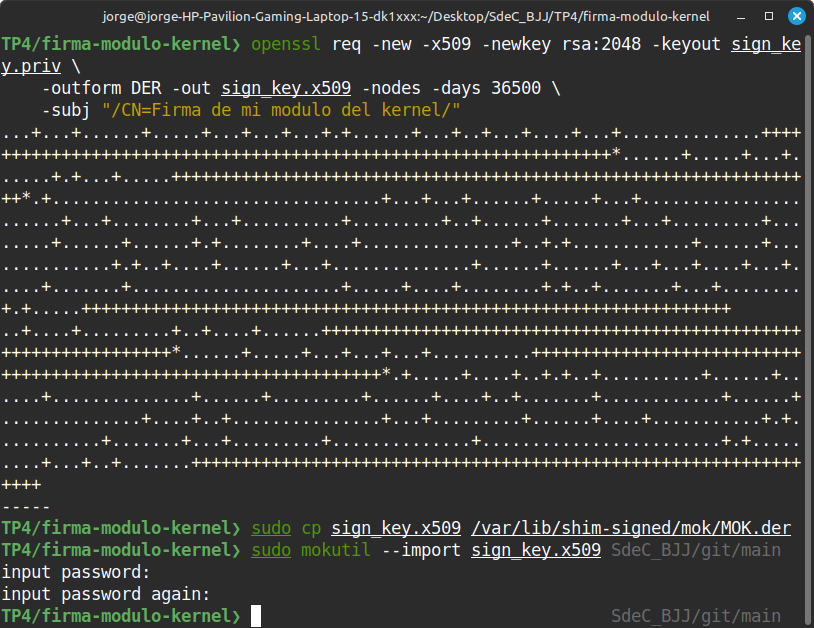 jorge@jorge-HP-Pavilion-Gaming-Laptop-15-dk1xxx:~/Desktop/SdeC_BJJ/TP4/firma-modulo-kernel
TP4/firma-modulo-kernel❯ openssl req -new -x509 -newkey rsa:2048 -keyout sign_ke
y.priv \
    -outform DER -out sign_key.x509 -nodes -days 36500 \
    -subj "/CN=Firma de mi modulo del kernel/"
...+...+......+.....+...+...+...+.+......+...+..+...+....+...+..............++++
+++++++++++++++++++++++++++++++++++++++++++++++++++++++++++++*......+.....+...+.
.....+.+...+.....+++++++++++++++++++++++++++++++++++++++++++++++++++++++++++++++
++*.+.................................+...+...+......+.....+...+................
......+...+........+...+..........+.........+..+......+.......+...+.........+...
.....+......+......+.+........+....+...............+..+.+............+......+...
...........+.+..+....+......+...+..............+......+......+...+...+....+...+.
....+.......+.....................+.....+....+........+.+..+.......+...+........
+.+.....+++++++++++++++++++++++++++++++++++++++++++++++++++++++++++++++++
..+....+.........+..+....+......++++++++++++++++++++++++++++++++++++++++++++++++
+++++++++++++++++*......+.....+...+...+...+..........+++++++++++++++++++++++++++
++++++++++++++++++++++++++++++++++++++*.+.....+....+..+.+..+..........+......+..
....+..............+......+.........+......+....+..+.......+............+......+
..............+....+..+...............+...+.........+......+....+...........+.+.
..........+.......+...+.........+..............+........................+.+.....
....+...+..+.......+++++++++++++++++++++++++++++++++++++++++++++++++++++++++++++
++++
-----
TP4/firma-modulo-kernel❯ sudo cp sign_key.x509 /var/lib/shim-signed/mok/MOK.der
TP4/firma-modulo-kernel❯ sudo mokutil --import sign_key.x509 SdeC_BJJ/git/main
input password:
input password again:
TP4/firma-modulo-kernel❯ SdeC_BJJ/git/main